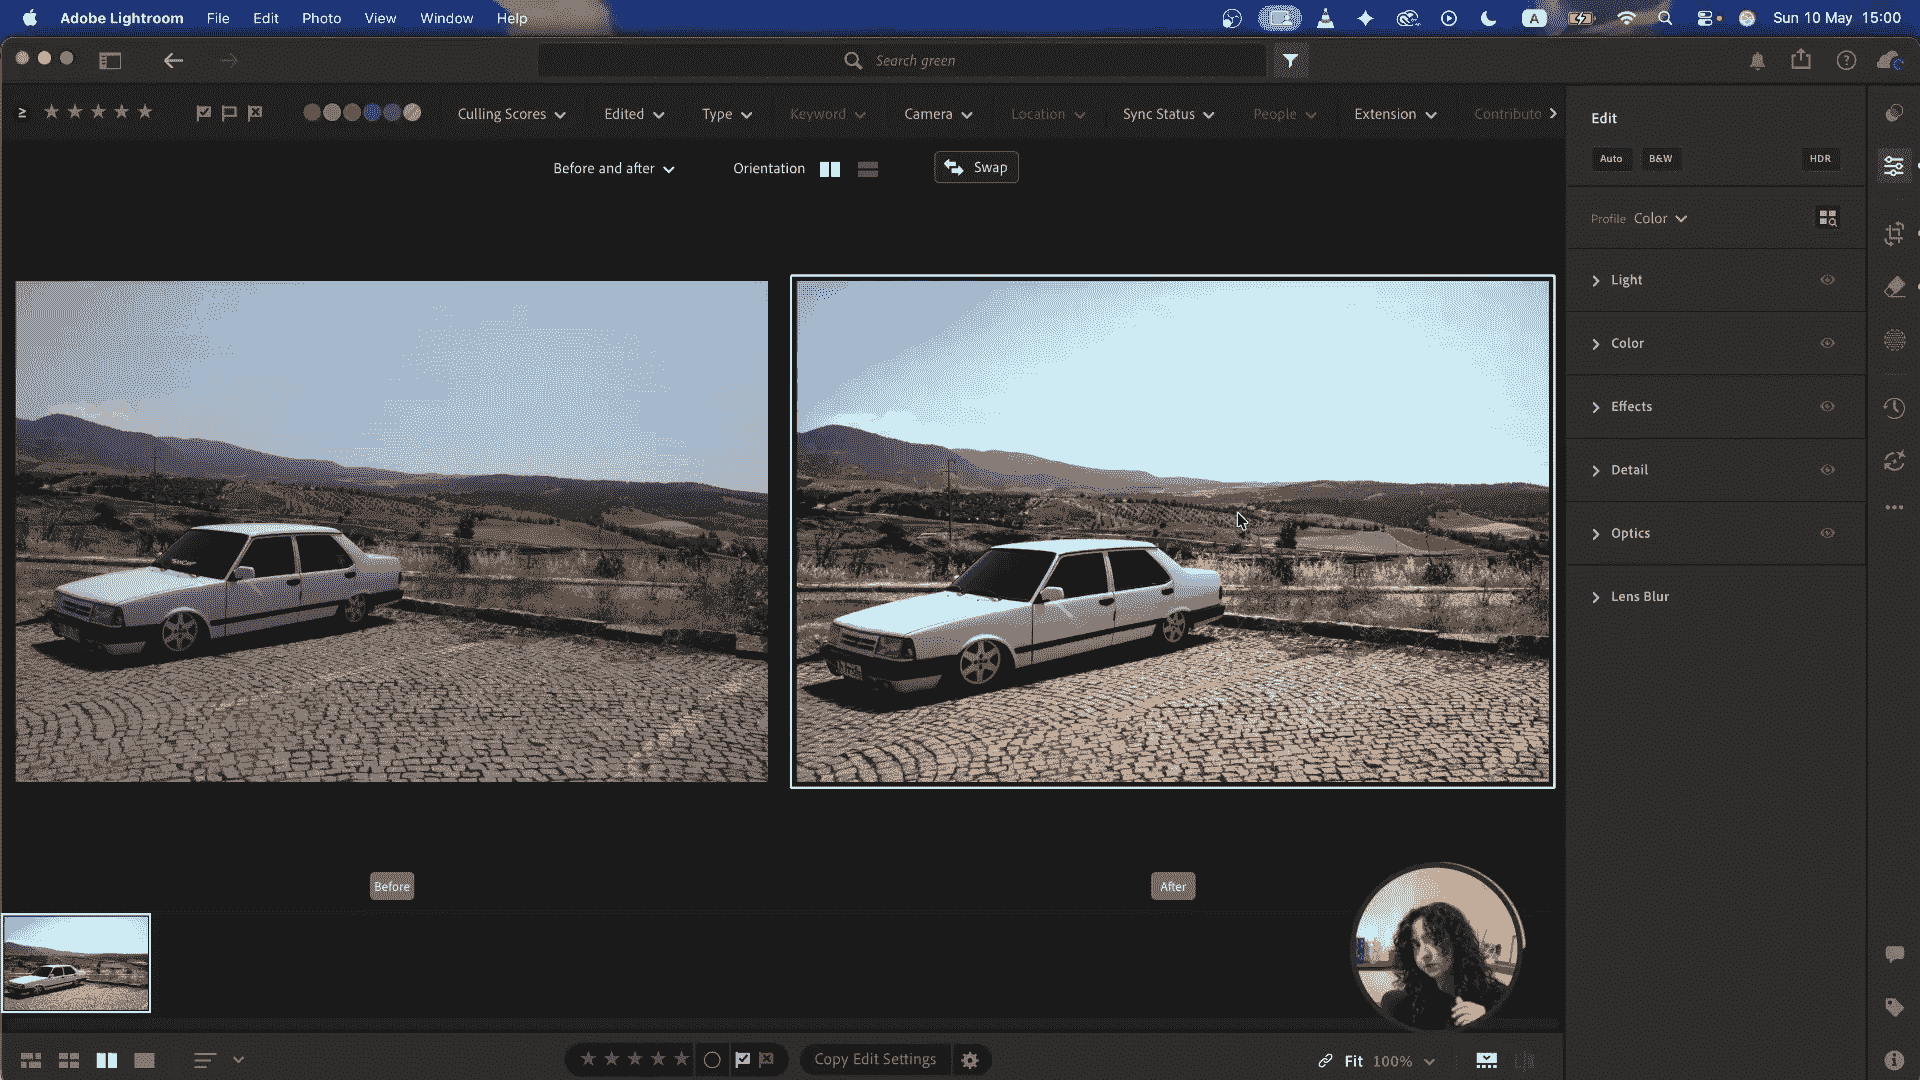 Adobe Lightroom File Edit Photo View Window Help A Sun 10 May 15:00
Search green
≥ Culling Scores Edited Type Keyword Camera Location Sync Status People Extension Contributo
Before and after Orientation Swap
Edit
Auto B&W HDR
Profile Color
Light
Color
Effects
Detail
Optics
Lens Blur
Before After
Copy Edit Settings Fit 100%